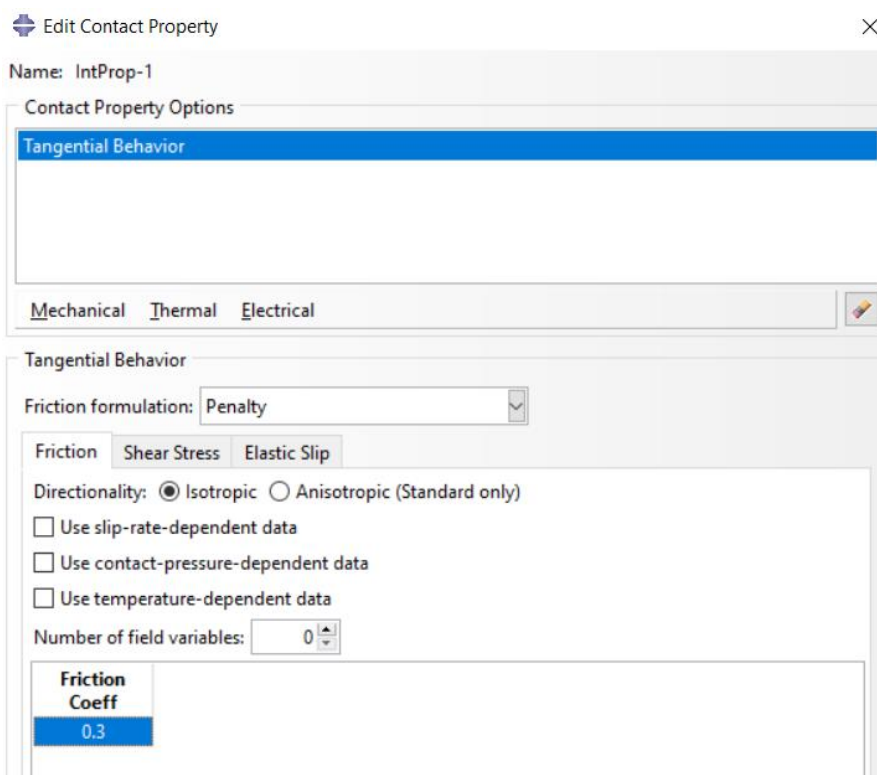 Edit Contact Property
Name: IntProp-1
Contact Property Options
Tangential Behavior
Mechanical Thermal Electrical
Tangential Behavior
Friction formulation: Penalty
Friction Shear Stress Elastic Slip
Directionality: Isotropic Anisotropic (Standard only)
Use slip-rate-dependent data
Use contact-pressure-dependent data
Use temperature-dependent data
Number of field variables: 0
Friction
Coeff
0.3